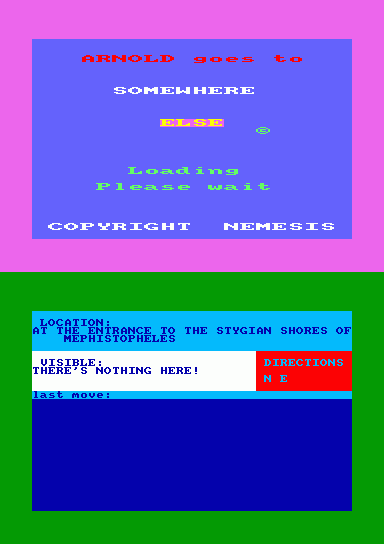 ARNOLD goes to
SOMEWHERE
ELSE
©
Loading
Please wait
COPYRIGHT NEMESIS
LOCATION:
AT THE ENTRANCE TO THE STYGIAN SHORES OF
MEPHISTOPHELES
VISIBLE:
THERE'S NOTHING HERE!
DIRECTIONS
N E
last move: